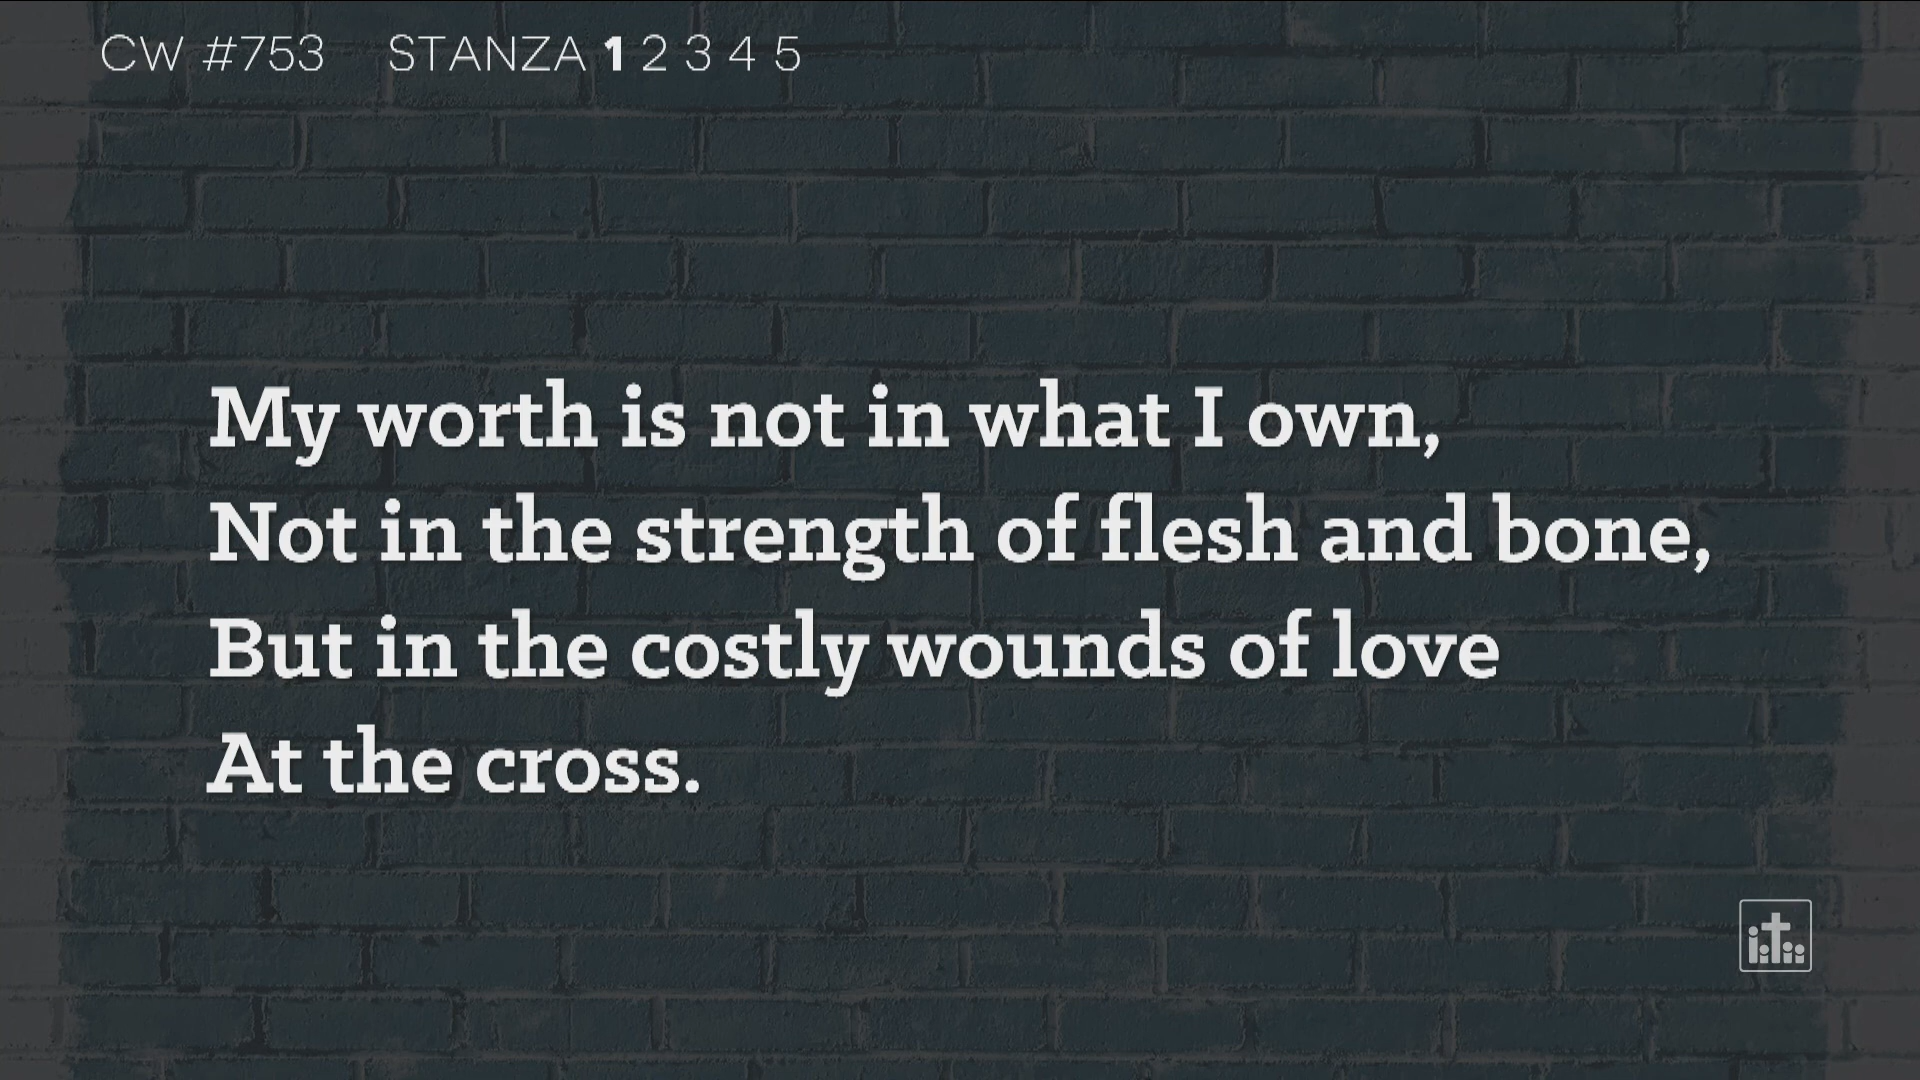 CW #753 STANZA 1 2 3 4 5
My worth is not in what I own,
Not in the strength of flesh and bone,
But in the costly wounds of love
At the cross.